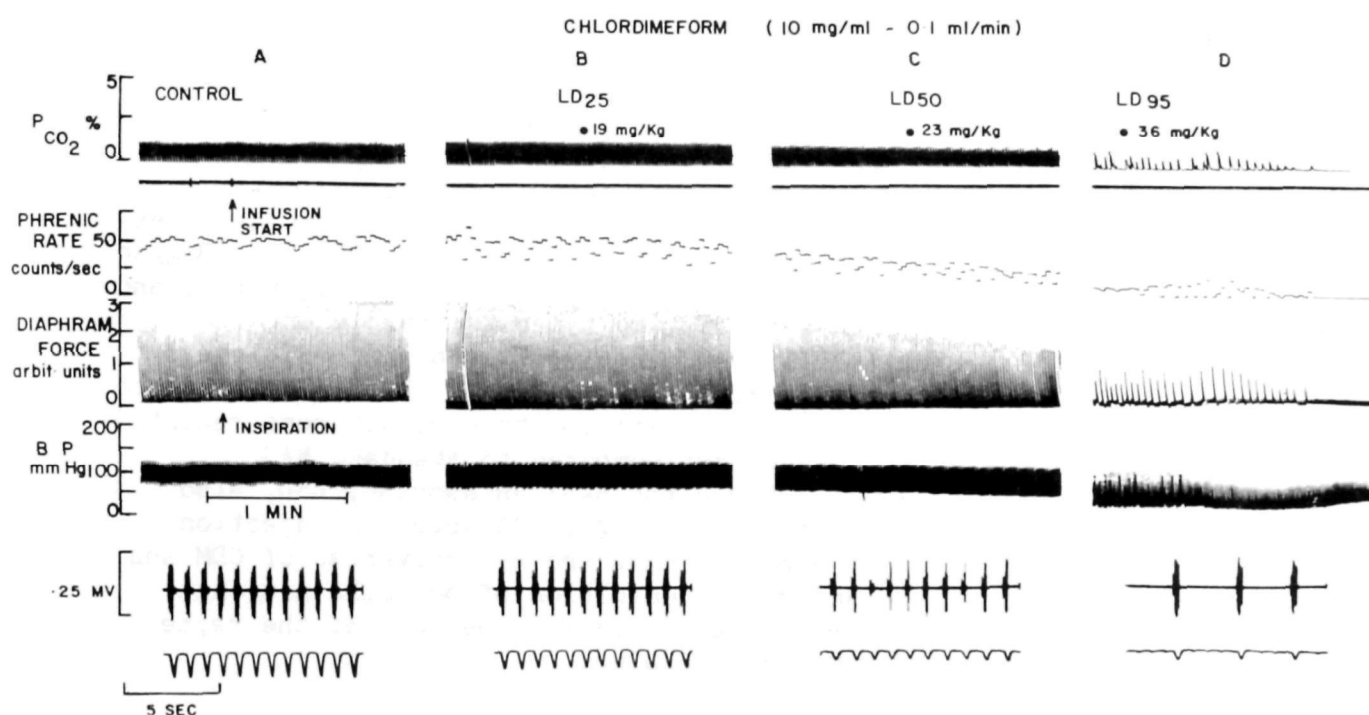 CHLORDIMEFORM ( 10 mg/ml - 0.1 ml/min)
A B C D
CONTROL
LD25
LD50
LD95
• 19 mg/Kg
• 23 mg/Kg
• 36 mg/Kg
5
PCO2 %
0
↑ INFUSION
START
PHRENIC
RATE
counts/sec
50
0
DIAPHRAM
FORCE
arbit. units
3
2
1
0
↑ INSPIRATION
B P
mm Hg
200
100
0
1 MIN
.25 MV
5 SEC